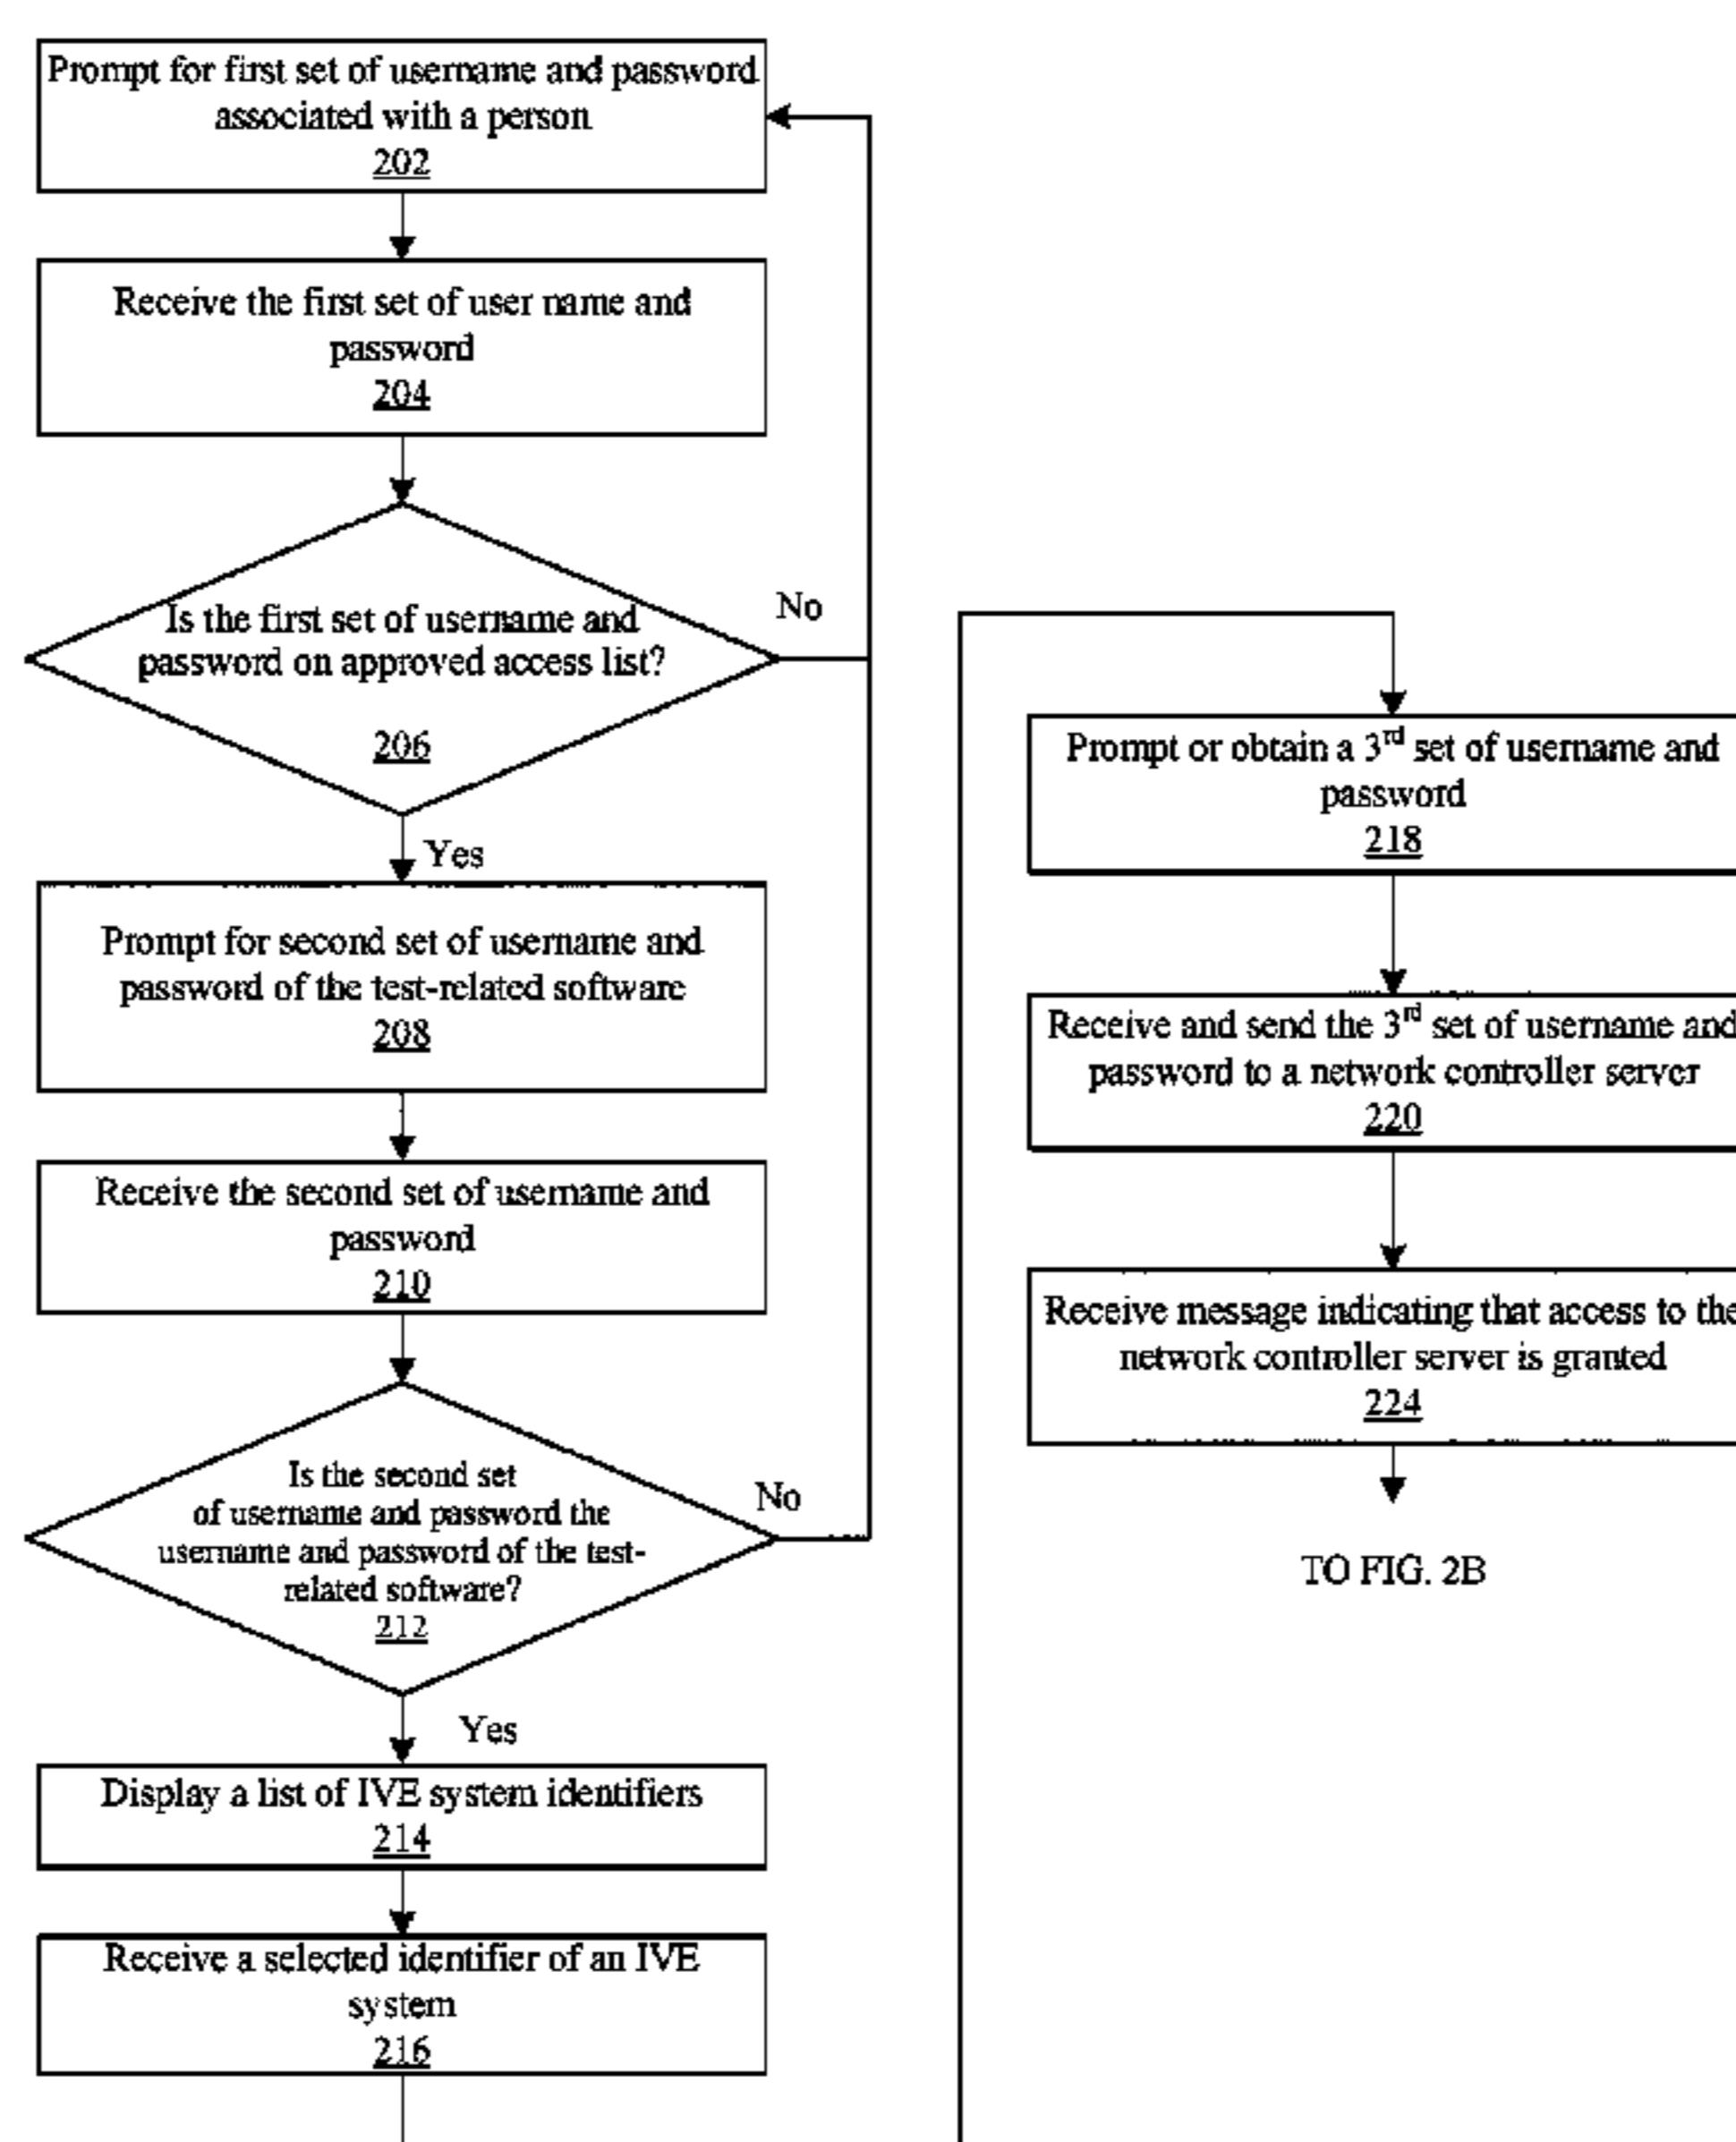 Prompt for first set of username and password
associated with a person
202
Receive the first set of user name and
password
204
Is the first set of username and
password on approved access list?
206
No
Yes
Prompt for second set of username and
password of the test-related software
208
Receive the second set of username and
password
210
Is the second set
of username and password the
username and password of the test-
related software?
212
No
Yes
Display a list of IVE system identifiers
214
Receive a selected identifier of an IVE
system
216
Prompt or obtain a 3rd set of username and
password
218
Receive and send the 3rd set of username and
password to a network controller server
220
Receive message indicating that access to the
network controller server is granted
224
TO FIG. 2B